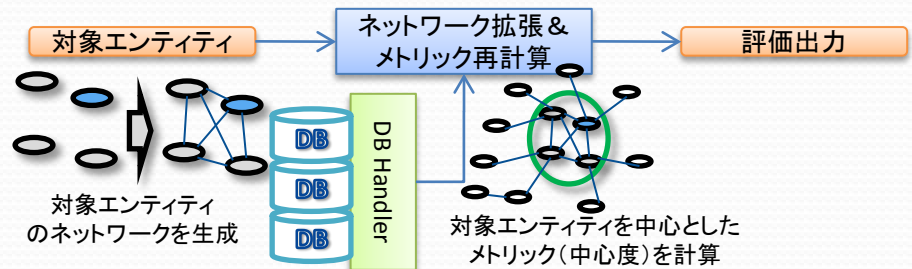 対象エンティティ
ネットワーク拡張&
メトリック再計算
評価出力
DB
DB
DB
DB Handler
対象エンティティ
のネットワークを生成
対象エンティティを中心とした
メトリック(中心度)を計算